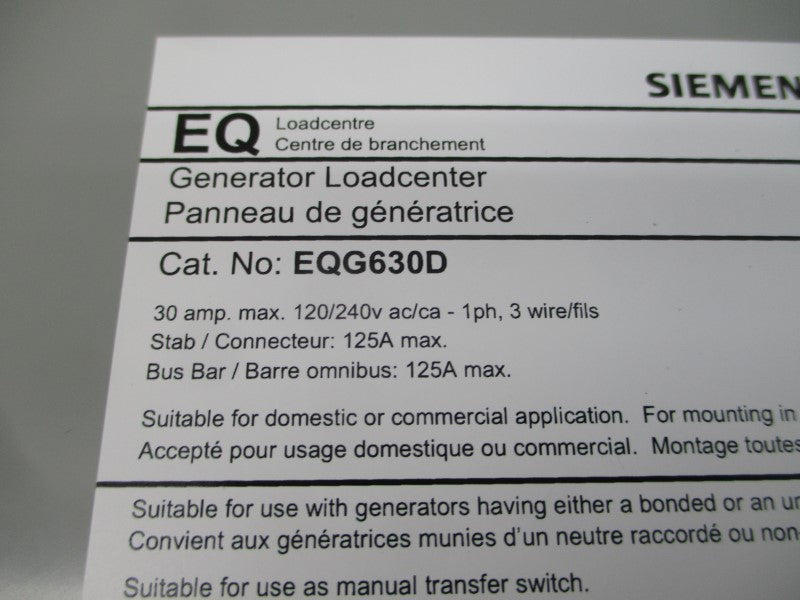 SIEMEN
EQ Loadcentre
Centre de branchement
Generator Loadcenter
Panneau de génératrice
Cat. No: EQG630D
30 amp. max. 120/240v ac/ca - 1ph, 3 wire/fils
Stab / Connecteur: 125A max.
Bus Bar / Barre omnibus: 125A max.
Suitable for domestic or commercial application. For mounting in
Accepté pour usage domestique ou commercial. Montage toutes
Suitable for use with generators having either a bonded or an un
Convient aux génératrices munies d'un neutre raccordé ou non-
Suitable for use as manual transfer switch.